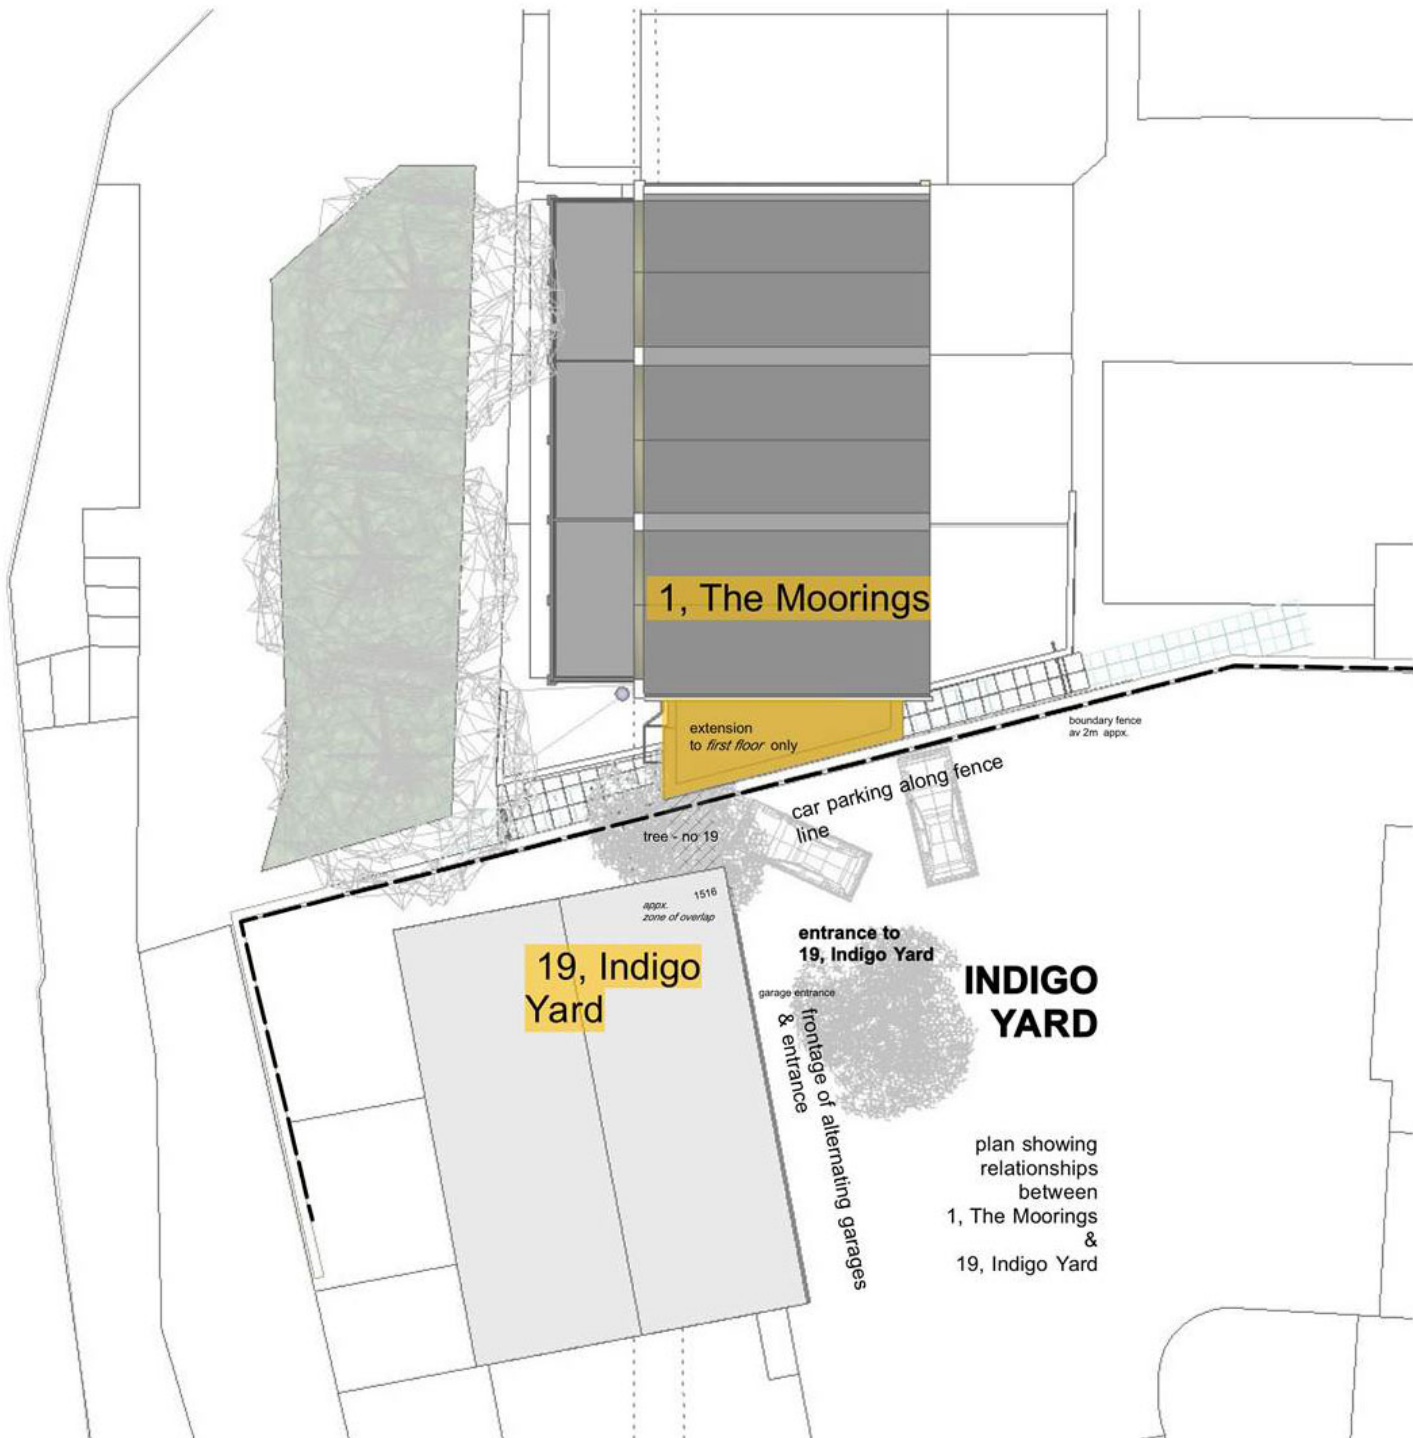 1, The Moorings
extension
to first floor only
boundary fence
av 2m appx.
car parking along fence
line
tree - no 19
1516
appx.
zone of overlap
entrance to
19, Indigo Yard
19, Indigo
Yard
INDIGO
YARD
garage entrance
frontage of alternating garages
& entrance
plan showing
relationships
between
1, The Moorings
&
19, Indigo Yard